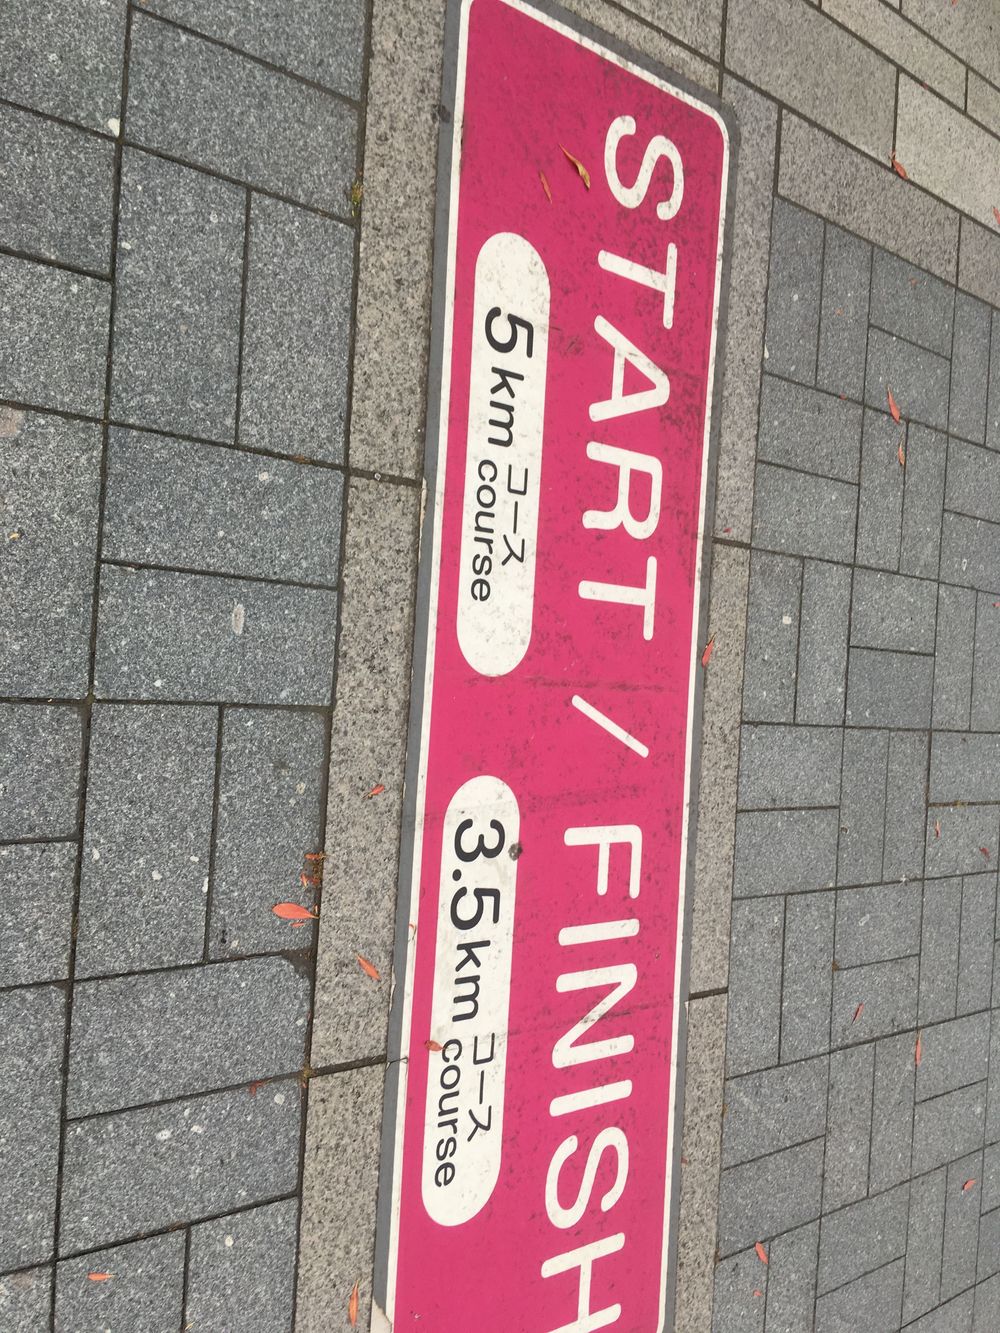 START / FINISH
5km コース course
3.5km コース course